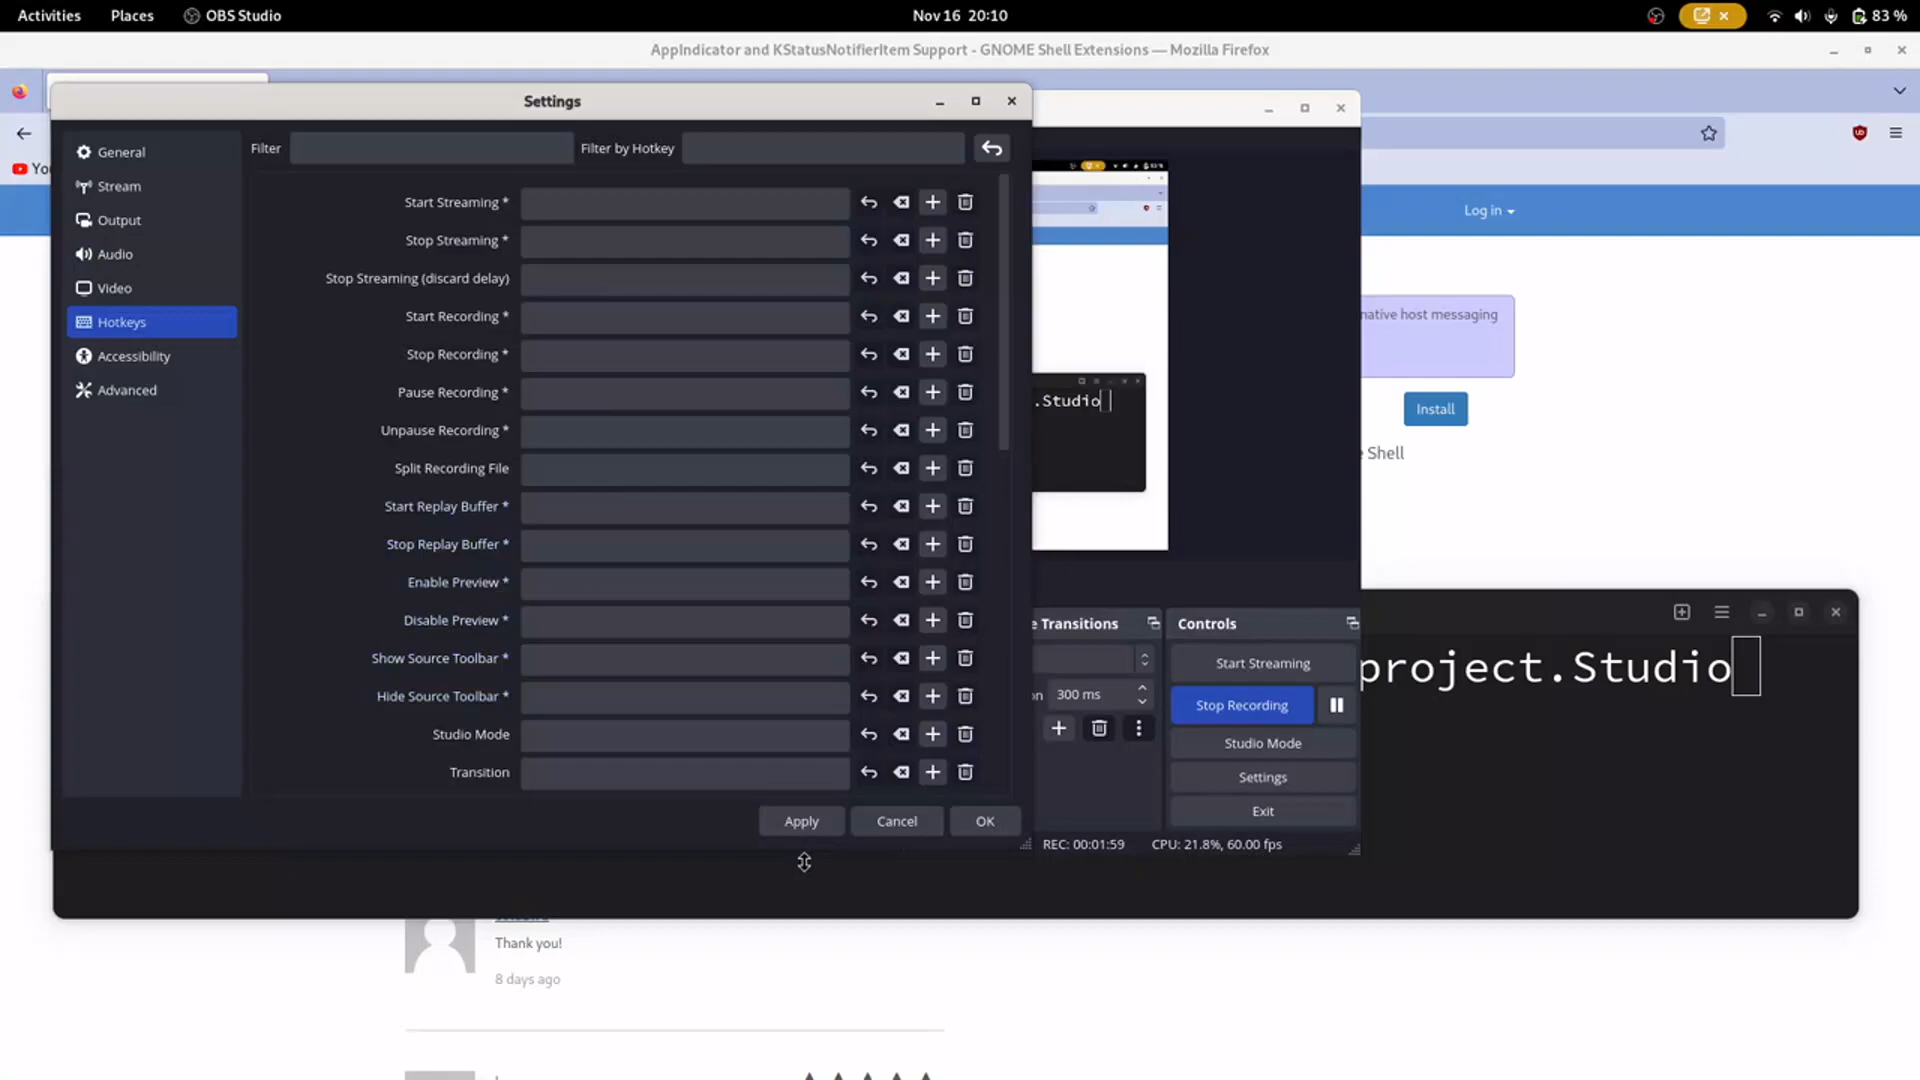 Activities Places OBS Studio Nov 16 20:10 83 %
AppIndicator and KStatusNotifierItem Support - GNOME Shell Extensions — Mozilla Firefox
Settings
You
Filter Filter by Hotkey
General
Stream
Output
Audio
Video
Hotkeys
Accessibility
Advanced
Start Streaming *
Stop Streaming *
Stop Streaming (discard delay)
Start Recording *
Stop Recording *
Pause Recording *
Unpause Recording *
Split Recording File
Start Replay Buffer *
Stop Replay Buffer *
Enable Preview *
Disable Preview *
Show Source Toolbar *
Hide Source Toolbar *
Studio Mode
Transition
Apply Cancel OK
Log in
native host messaging
Install
e Shell
.Studio
e Transitions
on 300 ms
Controls
Start Streaming
Stop Recording
Studio Mode
Settings
Exit
REC: 00:01:59 CPU: 21.8%, 60.00 fps
project.Studio
Thank you!
8 days ago